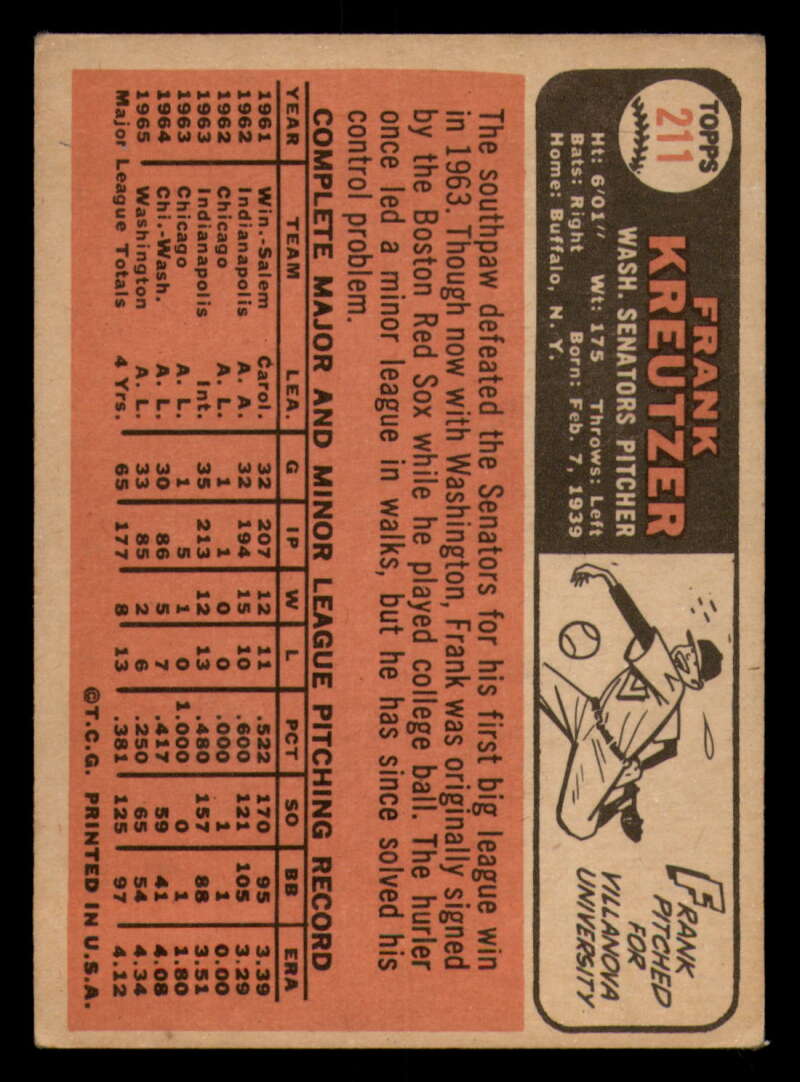 TOPPS
211
FRANK
KREUTZER
WASH. SENATORS PITCHER
Ht: 6'01" Wt: 175 Throws: Left
Bats: Right Born: Feb. 7, 1939
Home: Buffalo, N. Y.
FRANK
PITCHED
FOR
VILLANOVA
UNIVERSITY
V
The southpaw defeated the Senators for his first big league win
in 1963. Though now with Washington, Frank was originally signed
by the Boston Red Sox while he played college ball. The hurler
once led a minor league in walks, but he has since solved his
control problem.
COMPLETE MAJOR AND MINOR LEAGUE PITCHING RECORD
YEAR TEAM LEA. G IP W L PCT SO BB ERA
1961 Win.-Salem Carol. 32 207 12 11 .522 170 95 3.39
1962 Indianapolis A. A. 32 194 15 10 .600 121 105 3.29
1962 Chicago A. L. 1 1 0 0 .000 1 1 0.00
1963 Indianapolis Int. 35 213 12 13 .480 157 88 3.51
1963 Chicago A. L. 1 5 1 0 1.000 0 1 1.80
1964 Chi.-Wash. A. L. 30 86 5 7 .417 59 41 4.08
1965 Washington A. L. 33 85 2 6 .250 65 54 4.34
Major League Totals 4 Yrs. 65 177 8 13 .381 125 97 4.12
©T.C.G. PRINTED IN U.S.A.